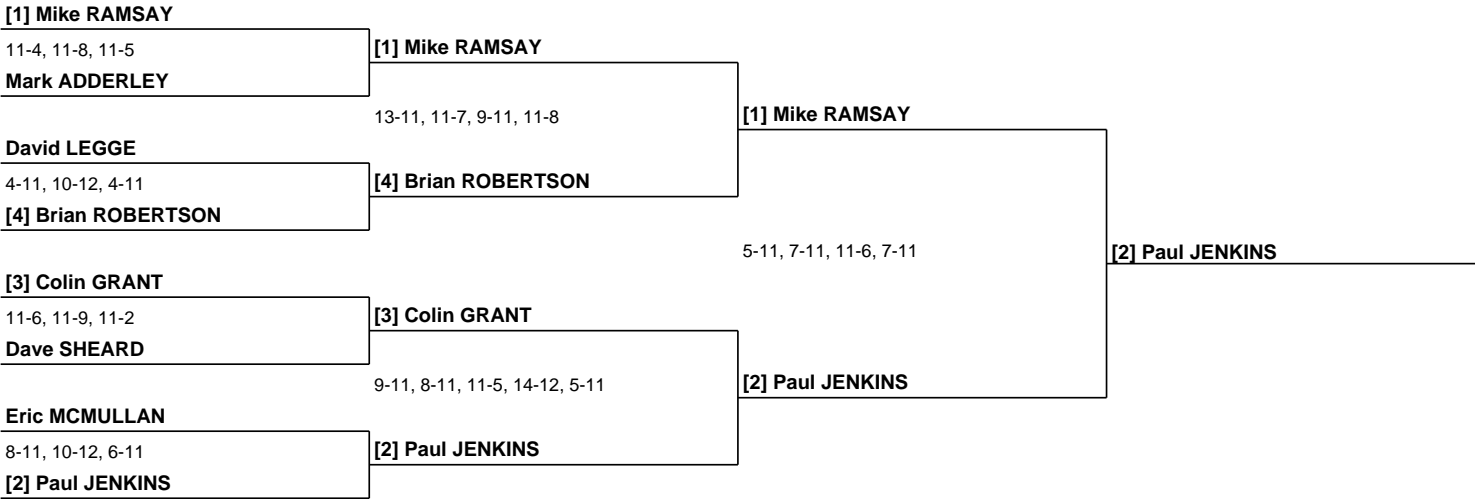 [1] Mike RAMSAY
11-4, 11-8, 11-5
[1] Mike RAMSAY
Mark ADDERLEY
13-11, 11-7, 9-11, 11-8
[1] Mike RAMSAY
David LEGGE
4-11, 10-12, 4-11
[4] Brian ROBERTSON
[4] Brian ROBERTSON
5-11, 7-11, 11-6, 7-11
[2] Paul JENKINS
[3] Colin GRANT
11-6, 11-9, 11-2
[3] Colin GRANT
Dave SHEARD
9-11, 8-11, 11-5, 14-12, 5-11
[2] Paul JENKINS
Eric MCMULLAN
8-11, 10-12, 6-11
[2] Paul JENKINS
[2] Paul JENKINS